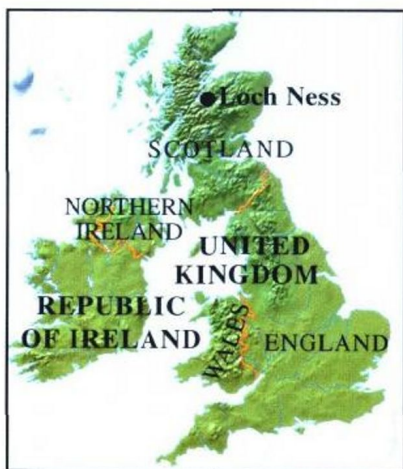 Loch Ness
SCOTLAND
NORTHERN
IRELAND
UNITED
KINGDOM
REPUBLIC
OF IRELAND
WALES
ENGLAND